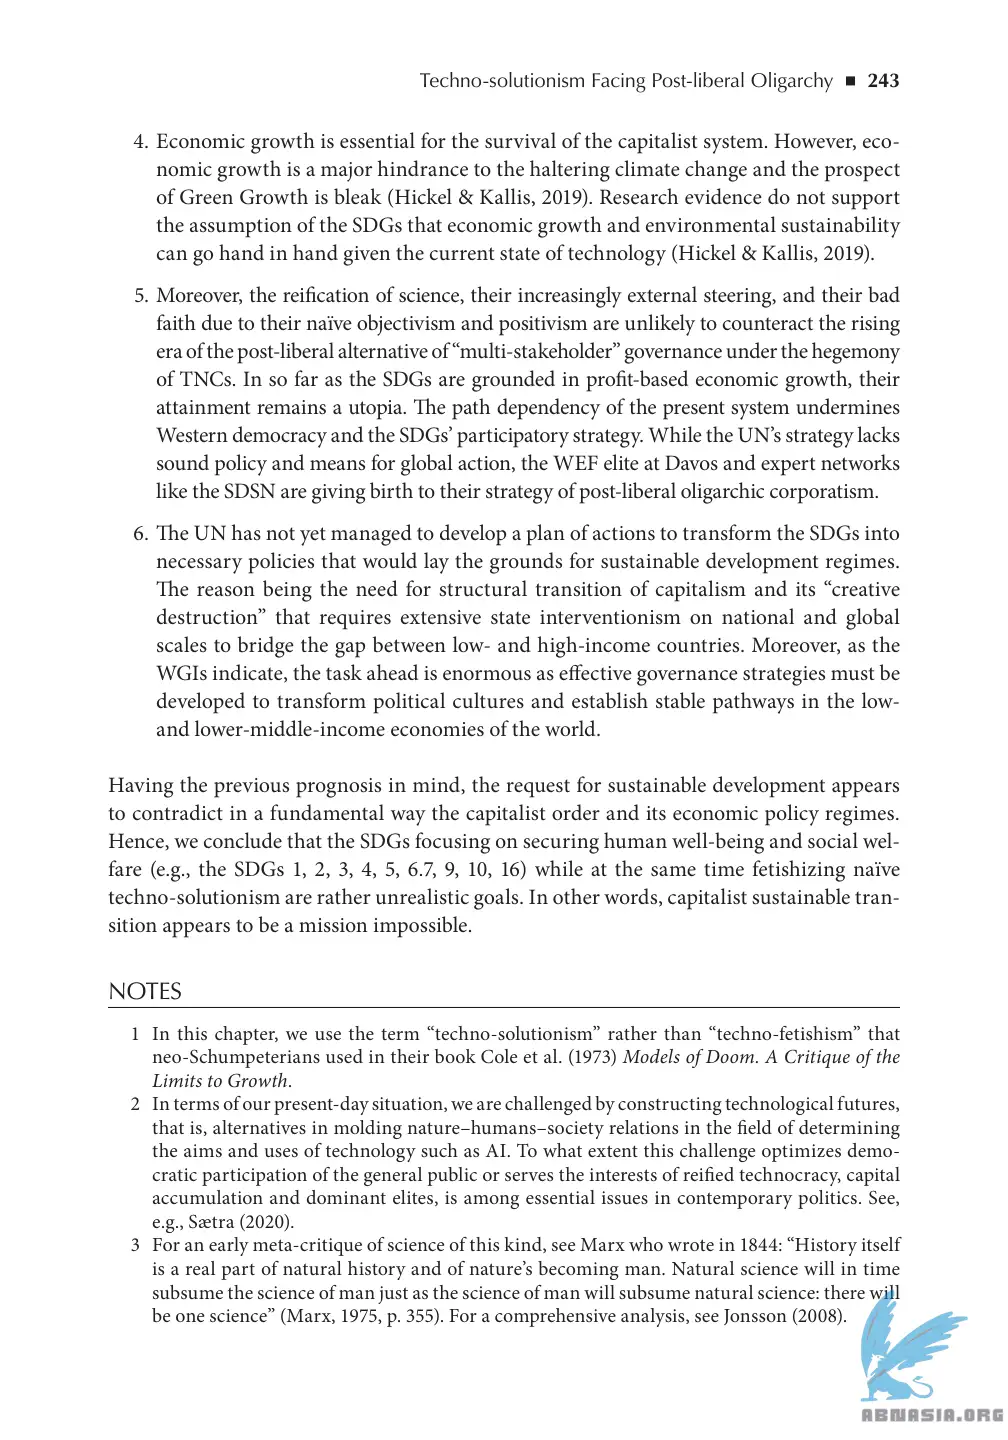 Techno-solutionism Facing Post-liberal Oligarchy ■ 243
4. Economic growth is essential for the survival of the capitalist system. However, eco-
nomic growth is a major hindrance to the haltering climate change and the prospect
of Green Growth is bleak (Hickel & Kallis, 2019). Research evidence do not support
the assumption of the SDGs that economic growth and environmental sustainability
can go hand in hand given the current state of technology (Hickel & Kallis, 2019).
5. Moreover, the reification of science, their increasingly external steering, and their bad
faith due to their naïve objectivism and positivism are unlikely to counteract the rising
era of the post-liberal alternative of “multi-stakeholder” governance under the hegemony
of TNCs. In so far as the SDGs are grounded in profit-based economic growth, their
attainment remains a utopia. The path dependency of the present system undermines
Western democracy and the SDGs’ participatory strategy. While the UN’s strategy lacks
sound policy and means for global action, the WEF elite at Davos and expert networks
like the SDSN are giving birth to their strategy of post-liberal oligarchic corporatism.
6. The UN has not yet managed to develop a plan of actions to transform the SDGs into
necessary policies that would lay the grounds for sustainable development regimes.
The reason being the need for structural transition of capitalism and its “creative
destruction” that requires extensive state interventionism on national and global
scales to bridge the gap between low- and high-income countries. Moreover, as the
WGIs indicate, the task ahead is enormous as effective governance strategies must be
developed to transform political cultures and establish stable pathways in the low-
and lower-middle-income economies of the world.
Having the previous prognosis in mind, the request for sustainable development appears
to contradict in a fundamental way the capitalist order and its economic policy regimes.
Hence, we conclude that the SDGs focusing on securing human well-being and social wel-
fare (e.g., the SDGs 1, 2, 3, 4, 5, 6.7, 9, 10, 16) while at the same time fetishizing naïve
techno-solutionism are rather unrealistic goals. In other words, capitalist sustainable tran-
sition appears to be a mission impossible.
NOTES
1 In this chapter, we use the term “techno-solutionism” rather than “techno-fetishism” that
neo-Schumpeterians used in their book Cole et al. (1973) Models of Doom. A Critique of the
Limits to Growth.
2 In terms of our present-day situation, we are challenged by constructing technological futures,
that is, alternatives in molding nature–humans–society relations in the field of determining
the aims and uses of technology such as AI. To what extent this challenge optimizes demo-
cratic participation of the general public or serves the interests of reified technocracy, capital
accumulation and dominant elites, is among essential issues in contemporary politics. See,
e.g., Sætra (2020).
3 For an early meta-critique of science of this kind, see Marx who wrote in 1844: “History itself
is a real part of natural history and of nature’s becoming man. Natural science will in time
subsume the science of man just as the science of man will subsume natural science: there will
be one science” (Marx, 1975, p. 355). For a comprehensive analysis, see Jonsson (2008).
ABNASIA.ORG